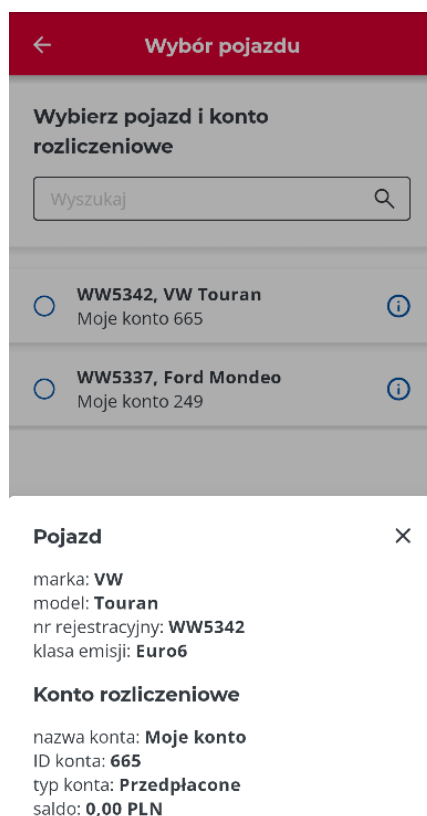 Wybór pojazdu
Wybierz pojazd i konto
rozliczeniowe
Wyszukaj
WW5342, VW Touran
Moje konto 665
WW5337, Ford Mondeo
Moje konto 249
Pojazd
marka: VW
model: Touran
nr rejestracyjny: WW5342
klasa emisji: Euro6
Konto rozliczeniowe
nazwa konta: Moje konto
ID konta: 665
typ konta: Przedpłacone
saldo: 0,00 PLN